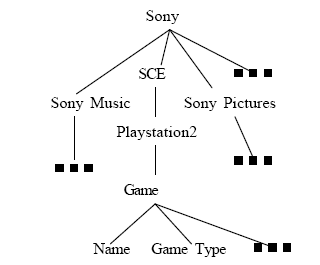 Sony
SCE
Sony Music
Sony Pictures
Playstation2
Game
Name
Game Type